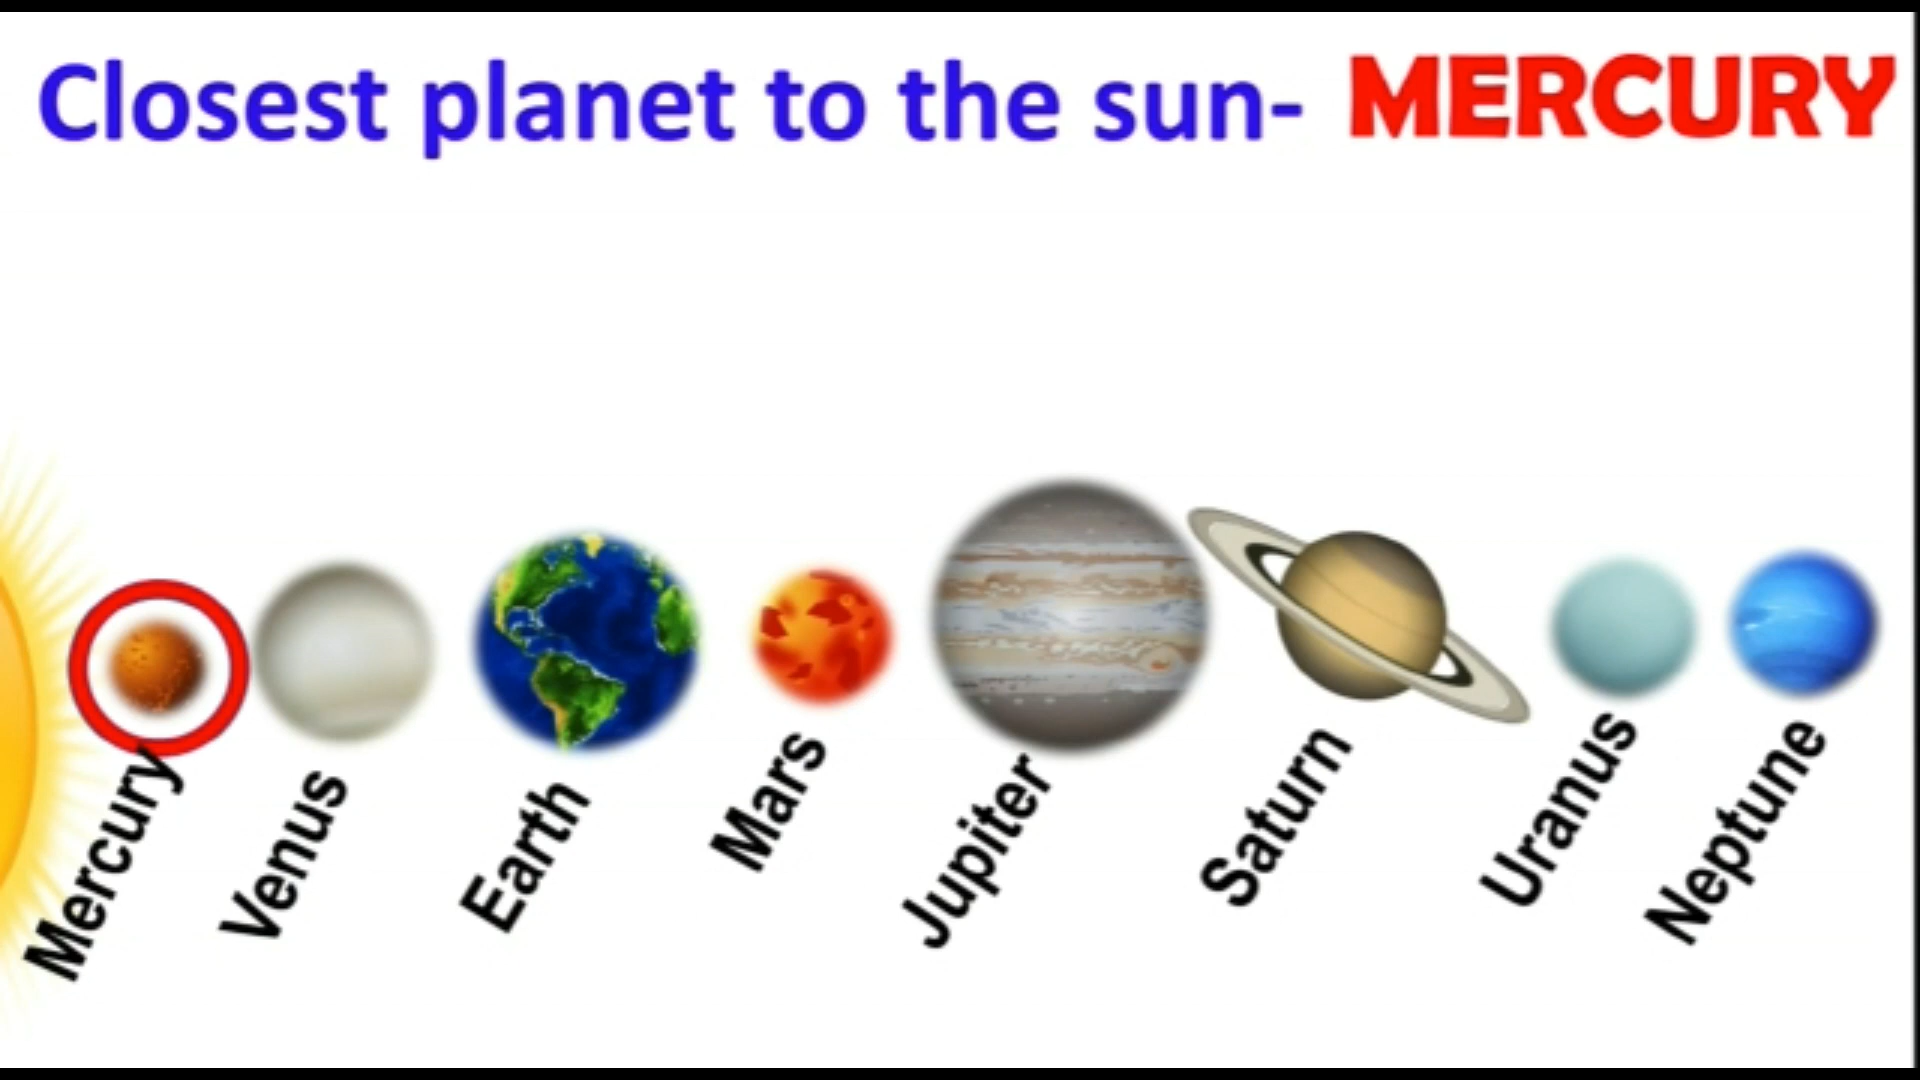 Closest planet to the sun- MERCURY
Mercury
Venus
Earth
Mars
Jupiter
Saturn
Uranus
Neptune